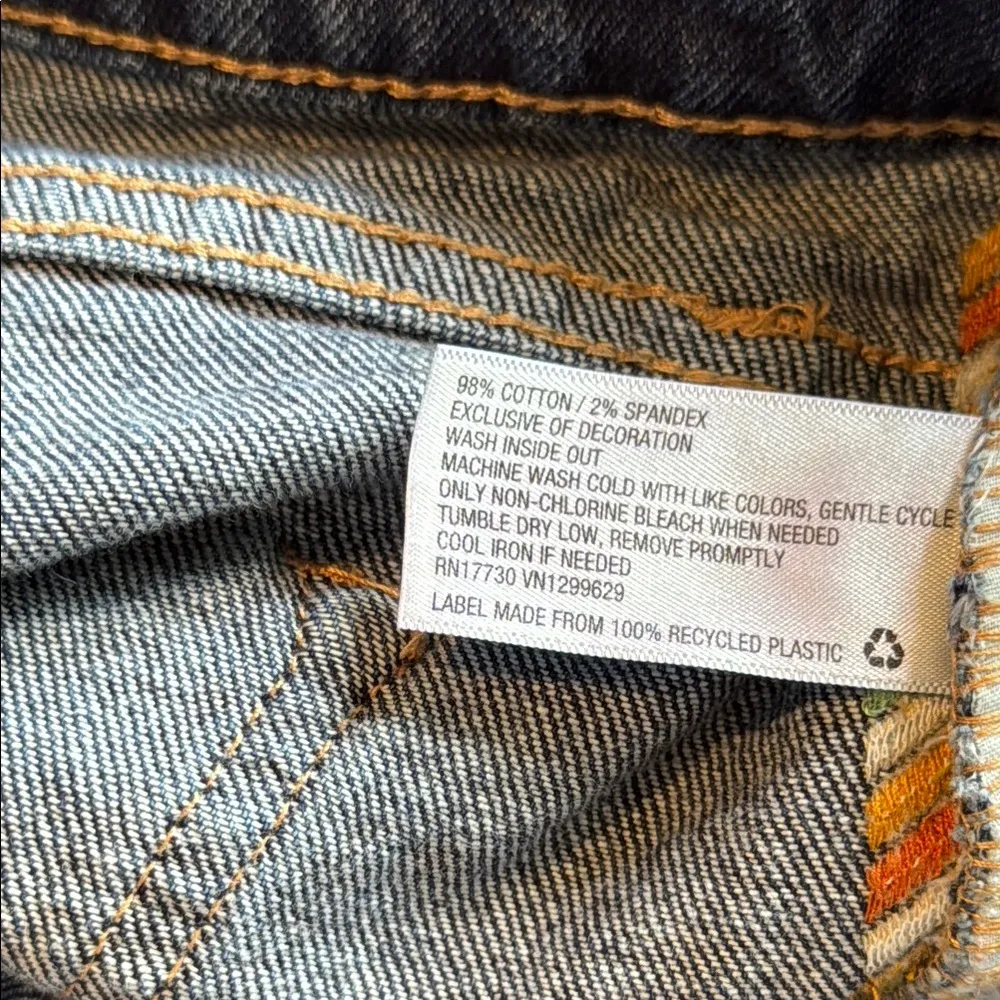 98% COTTON / 2% SPANDEX
EXCLUSIVE OF DECORATION
WASH INSIDE OUT
MACHINE WASH COLD WITH LIKE COLORS, GENTLE CYCLE
ONLY NON-CHLORINE BLEACH WHEN NEEDED
TUMBLE DRY LOW, REMOVE PROMPTLY
COOL IRON IF NEEDED
RN17730 VN1299629
LABEL MADE FROM 100% RECYCLED PLASTIC